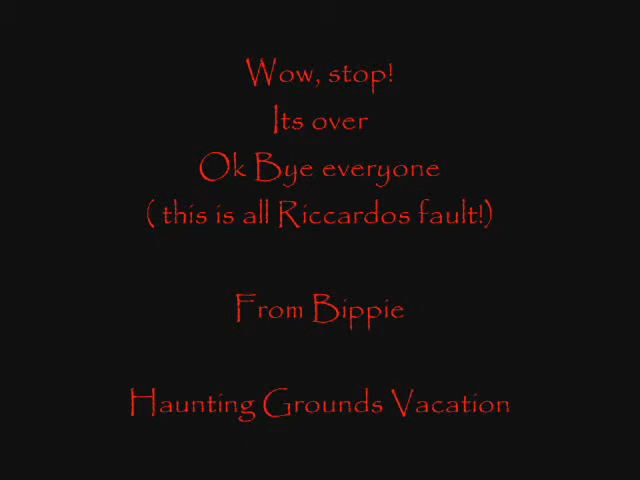 Wow, stop!
Its over
Ok Bye everyone
( this is all Riccardos fault!)
From Bippie
Haunting Grounds Vacation